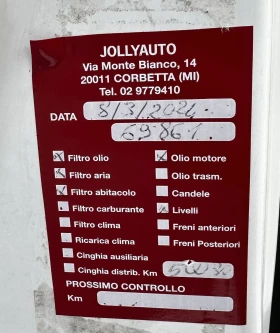 JOLLYAUTO
Via Monte Bianco, 14
20011 CORBETTA (MI)
Tel. 02 9779410
DATA 8/3/2024
Filtro olio Olio motore
Filtro aria Olio trasm.
Filtro abitacolo Candele
Filtro carburante Livelli
Filtro clima Freni anteriori
Ricarica clima Freni Posteriori
Cinghia ausiliaria
Cinghia distrib. Km
PROSSIMO CONTROLLO
Km